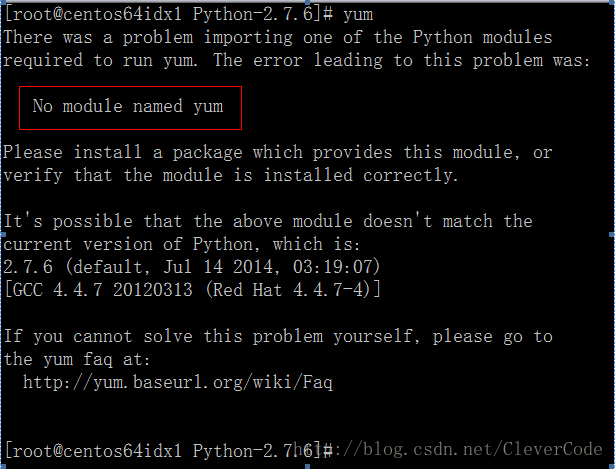 [root@centos64idx1 Python-2.7.6]# yum
There was a problem importing one of the Python modules
required to run yum. The error leading to this problem was:
No module named yum
Please install a package which provides this module, or
verify that the module is installed correctly.
It's possible that the above module doesn't match the
current version of Python, which is:
2.7.6 (default, Jul 14 2014, 03:19:07)
[GCC 4.4.7 20120313 (Red Hat 4.4.7-4)]
If you cannot solve this problem yourself, please go to
the yum faq at:
http://yum.baseurl.org/wiki/Faq
[root@centos64idx1 Python-2.7.6]#
http://blog.csdn.net/CleverCode